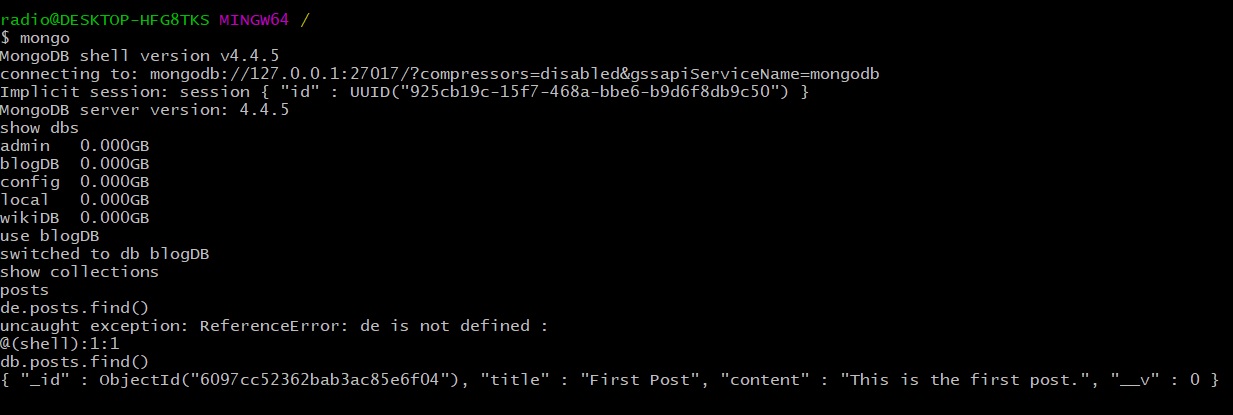 radio@DESKTOP-HFG8TKS MINGW64 /
$ mongo
MongoDB shell version v4.4.5
connecting to: mongodb://127.0.0.1:27017/?compressors=disabled&gssapiServiceName=mongodb
Implicit session: session { "id" : UUID("925cb19c-15f7-468a-bbe6-b9d6f8db9c50") }
MongoDB server version: 4.4.5
show dbs
admin   0.000GB
blogDB  0.000GB
config  0.000GB
local   0.000GB
wikiDB  0.000GB
use blogDB
switched to db blogDB
show collections
posts
de.posts.find()
uncaught exception: ReferenceError: de is not defined :
@(shell):1:1
db.posts.find()
{ "_id" : ObjectId("6097cc52362bab3ac85e6f04"), "title" : "First Post", "content" : "This is the first post.", "__v" : 0 }